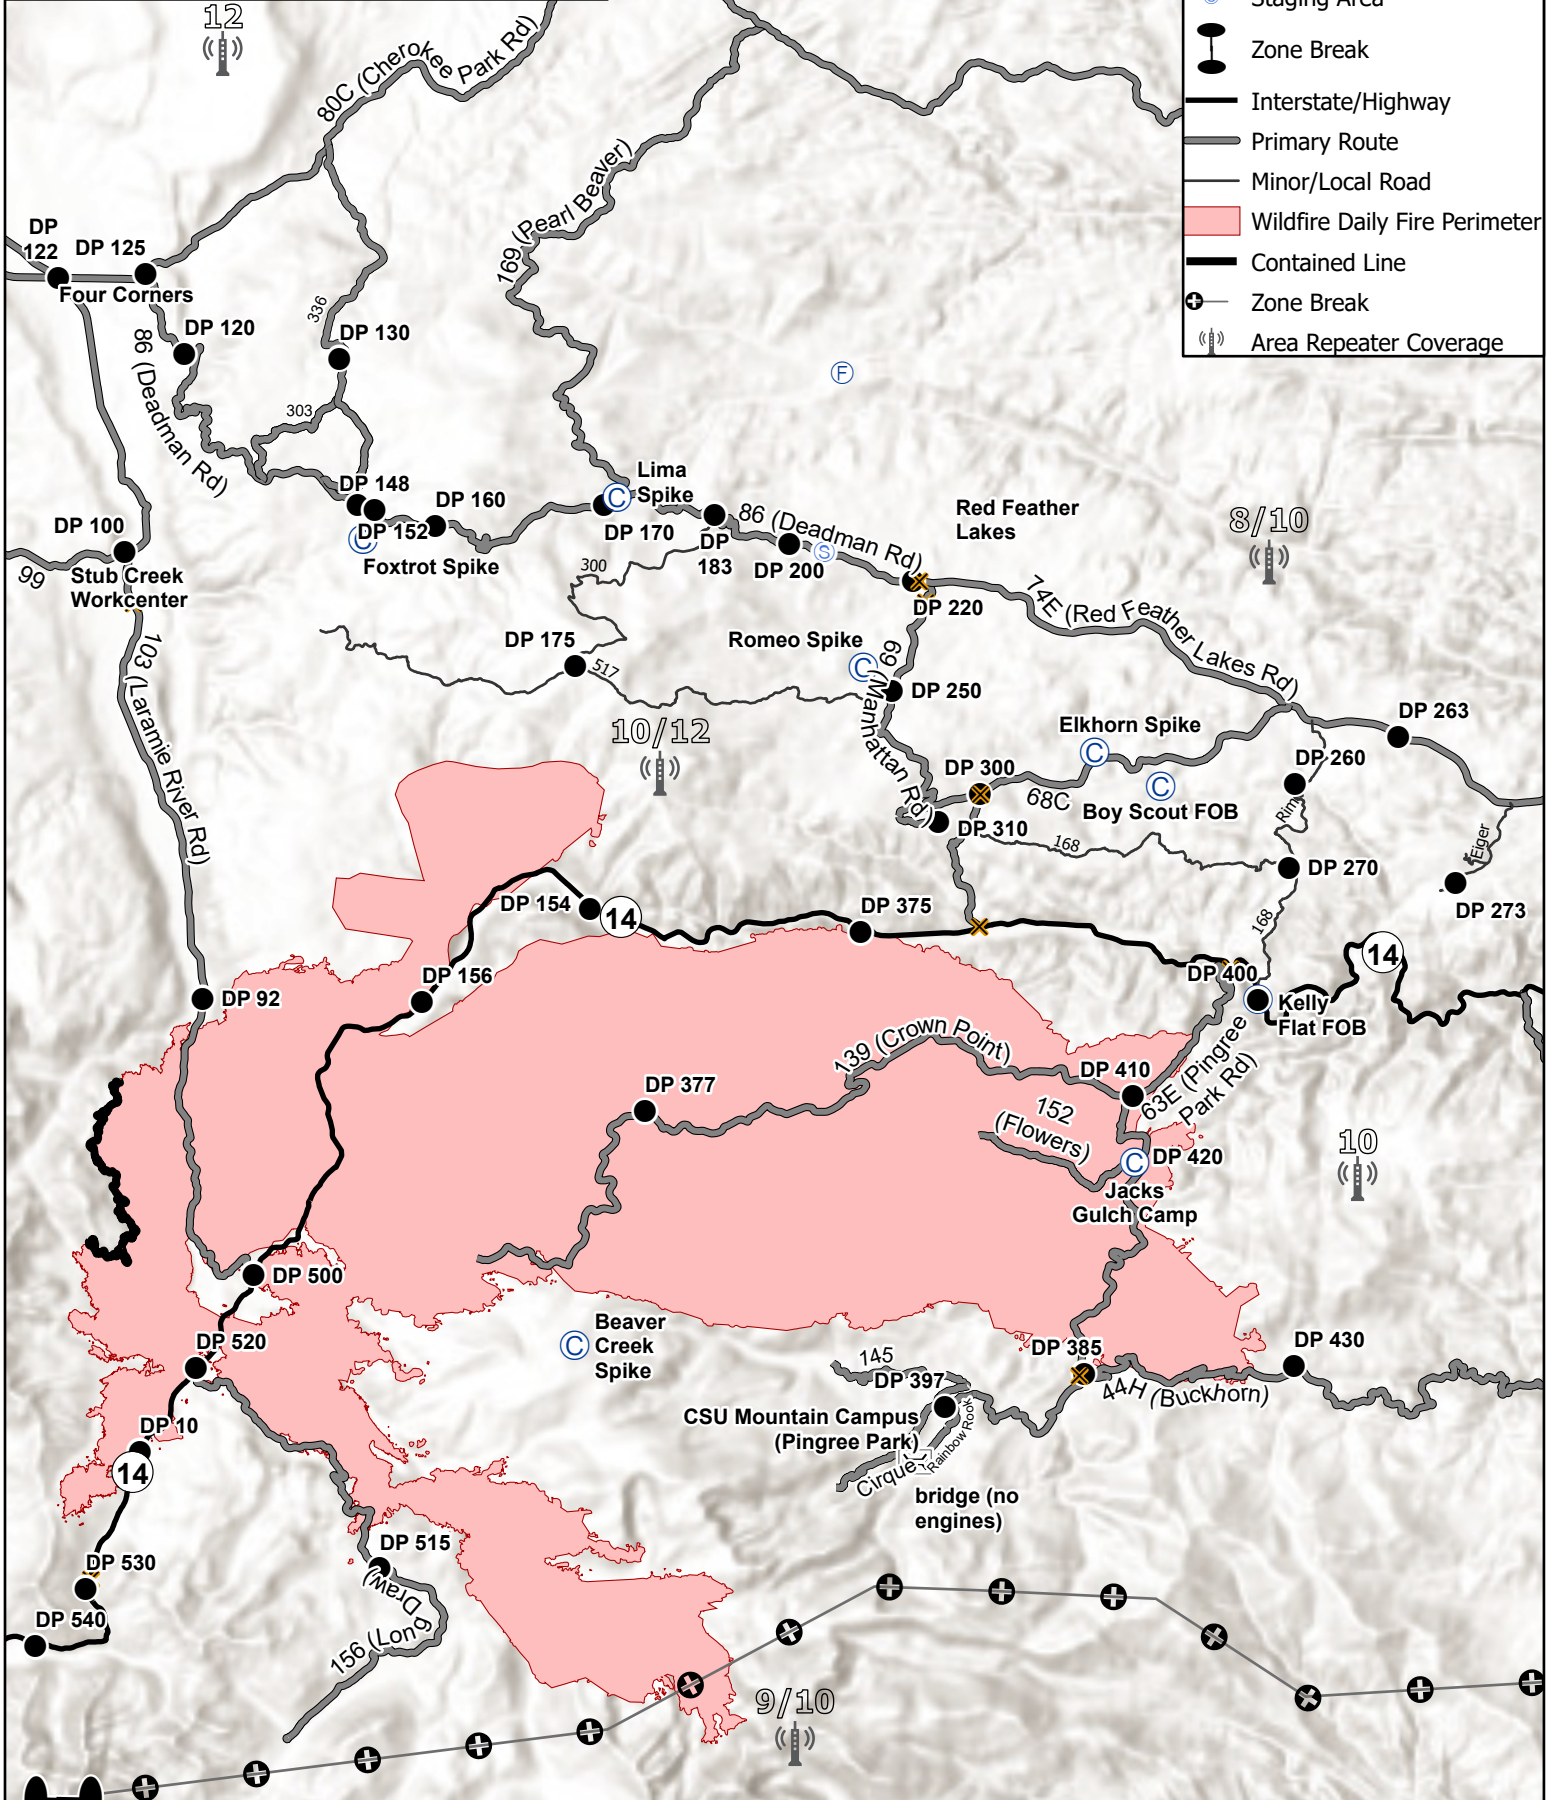 12
Staging Area
Zone Break
Interstate/Highway
Primary Route
Minor/Local Road
Wildfire Daily Fire Perimeter
Contained Line
Zone Break
Area Repeater Coverage
80C (Cherokee Park Rd)
169 (Pearl Beaver)
DP
122
DP 125
Four Corners
DP 120
336
DP 130
86 (Deadman Rd)
303
F
DP 148
DP 152
C
Foxtrot Spike
DP 160
Lima
Spike
C
DP 170
DP
183
86 (Deadman Rd)
S
DP 200
Red Feather
Lakes
8/10
DP 100
99
Stub Creek
Workcenter
300
DP 220
74E (Red Feather Lakes Rd)
103 (Laramie River Rd)
DP 175
517
Romeo Spike
C
DP 250
69 (Manhattan Rd)
10/12
Elkhorn Spike
C
DP 263
DP 300
68C
C
Boy Scout FOB
DP 260
Rim
DP 310
168
Eiger
DP 270
DP 273
DP 154
14
DP 375
168
14
DP 156
DP 400
Kelly
Flat FOB
DP 92
139 (Crown Point)
63E (Pingree
Park Rd)
DP 410
DP 377
152
(Flowers)
10
C
DP 420
Jacks
Gulch Camp
DP 500
DP 520
C
Beaver
Creek
Spike
DP 385
DP 430
145
44H (Buckhorn)
DP 397
CSU Mountain Campus
(Pingree Park)
Rainbow Rook
Cirque
bridge (no
engines)
DP 10
14
DP 515
DP 530
DP 540
156 (Long Draw)
9/10